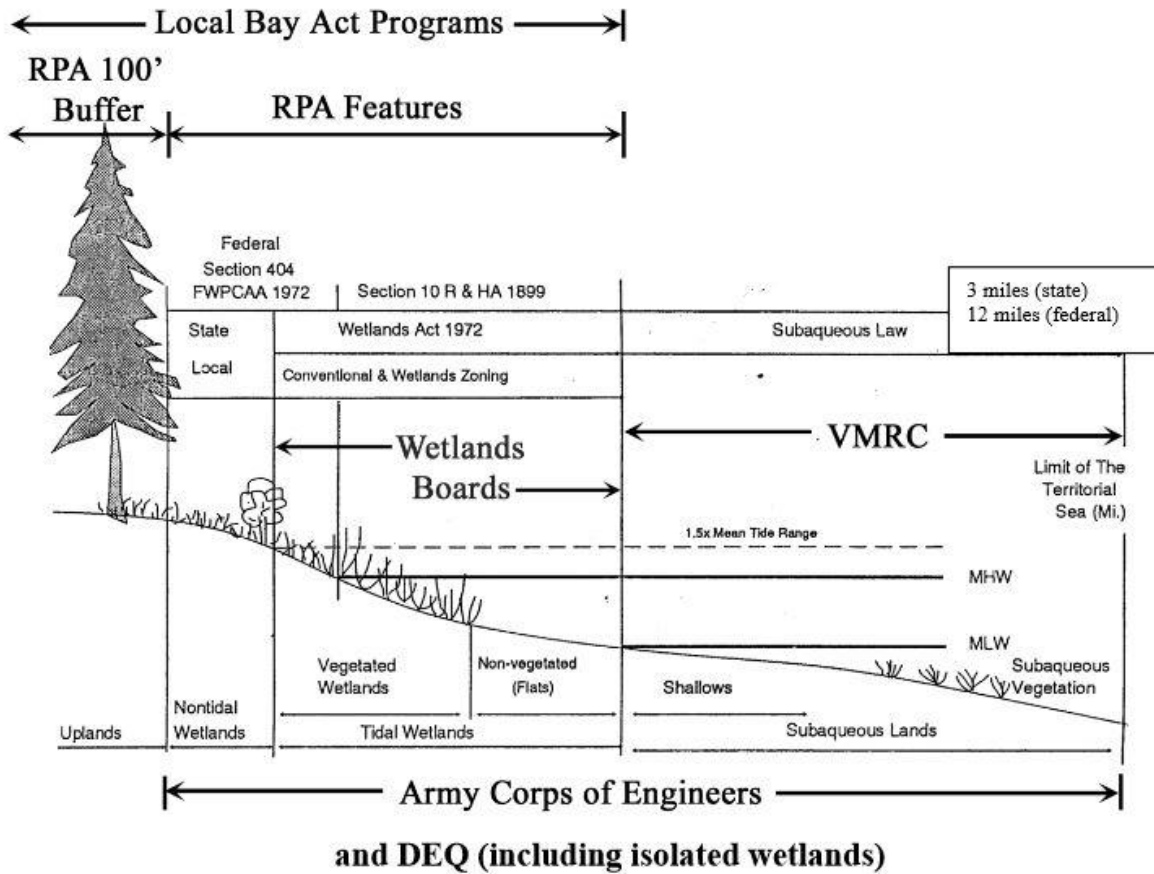 Local Bay Act Programs
RPA 100’
Buffer
RPA Features
Federal
Section 404
FWPCAA 1972
Section 10 R & HA 1899
3 miles (state)
12 miles (federal)
State
Wetlands Act 1972
Subaqueous Law
Local
Conventional & Wetlands Zoning
Wetlands
Boards
VMRC
Limit of The
Territorial
Sea (Mi.)
1.5x Mean Tide Range
MHW
MLW
Vegetated
Wetlands
Non-vegetated
(Flats)
Shallows
Subaqueous
Vegetation
Uplands
Nontidal
Wetlands
Tidal Wetlands
Subaqueous Lands
Army Corps of Engineers
and DEQ (including isolated wetlands)